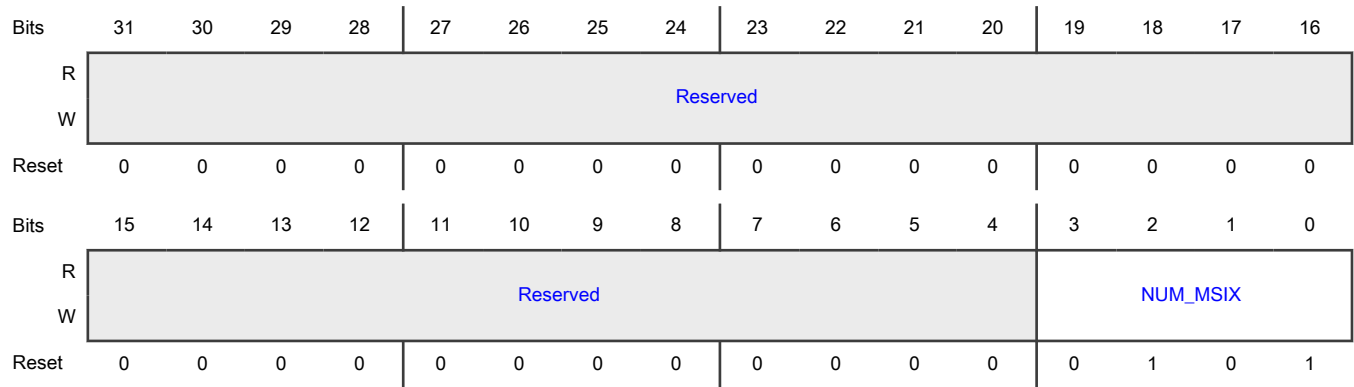 Bits 31 30 29 28 27 26 25 24 23 22 21 20 19 18 17 16
R
Reserved
W
Reset 0 0 0 0 0 0 0 0 0 0 0 0 0 0 0 0
Bits 15 14 13 12 11 10 9 8 7 6 5 4 3 2 1 0
R
Reserved NUM_MSIX
W
Reset 0 0 0 0 0 0 0 0 0 0 0 0 0 1 0 1